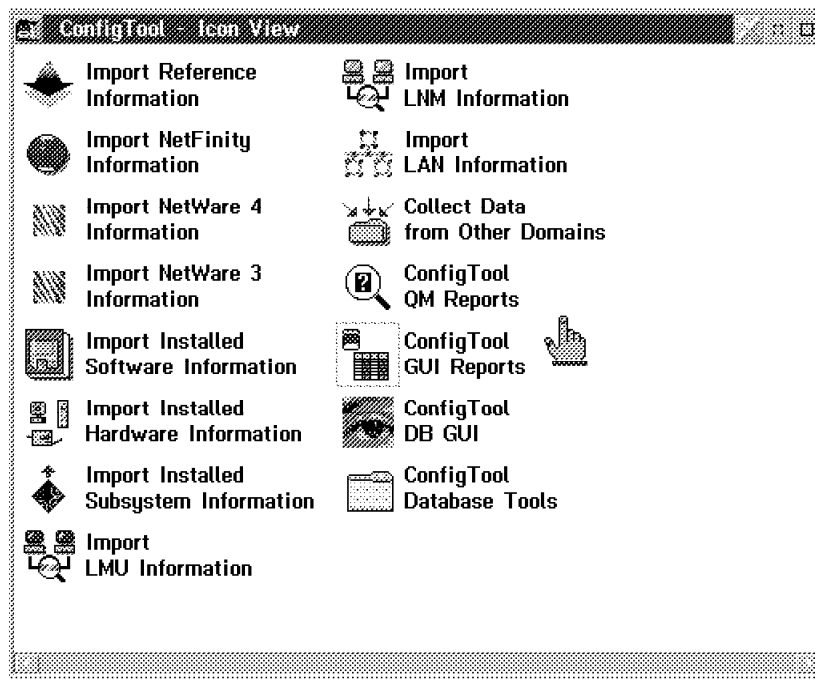 ConfigTool - Icon View
Import Reference
Information
Import NetFinity
Information
Import NetWare 4
Information
Import NetWare 3
Information
Import Installed
Software Information
Import Installed
Hardware Information
Import Installed
Subsystem Information
Import
LMU Information
Import
LNM Information
Import
LAN Information
Collect Data
from Other Domains
ConfigTool
QM Reports
ConfigTool
GUI Reports
ConfigTool
DB GUI
ConfigTool
Database Tools